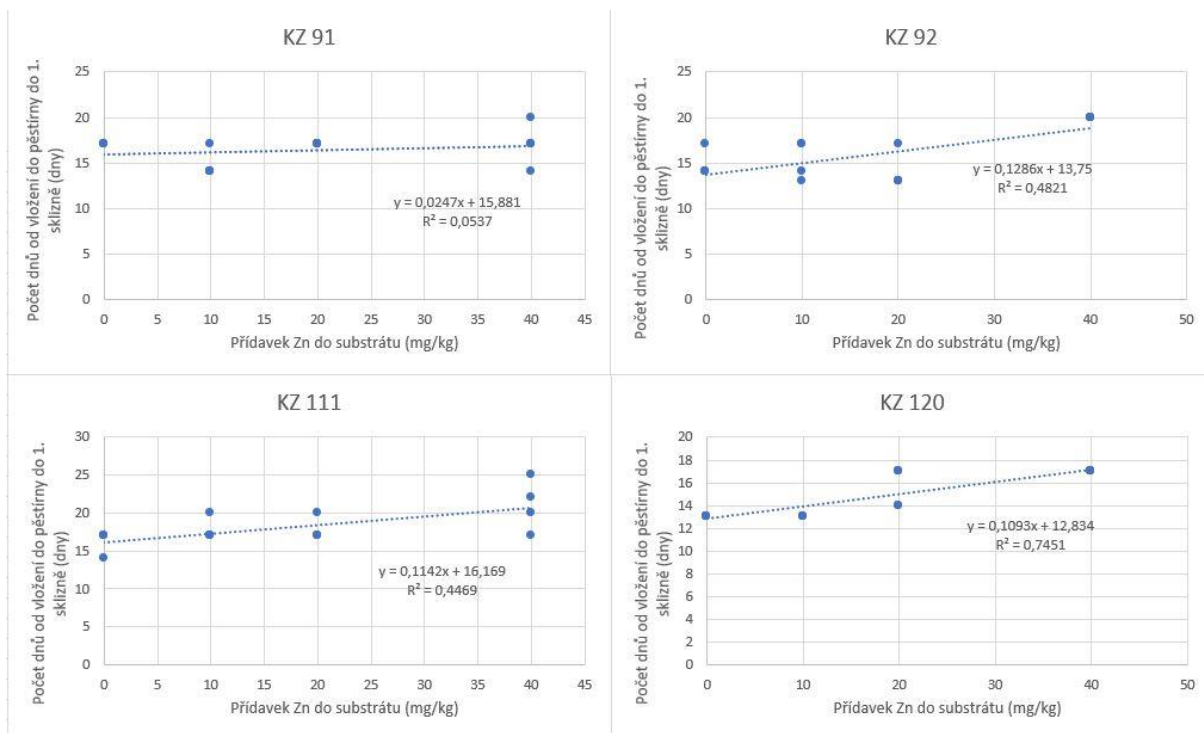 KZ 91
Počet dnů od vložení do pěstírny do 1.
sklizně (dny)
25
20
15
10
5
0
y = 0,0247x + 15,881
R² = 0,0537
0 5 10 15 20 25 30 35 40 45
Přídavek Zn do substrátu (mg/kg)
KZ 92
Počet dnů od vložení do pěstírny do 1.
sklizně (dny)
25
20
15
10
5
0
y = 0,1286x + 13,75
R² = 0,4821
0 10 20 30 40 50
Přídavek Zn do substrátu (mg/kg)
KZ 111
Počet dnů od vložení do pěstírny do 1.
sklizně (dny)
30
25
20
15
10
5
0
y = 0,1142x + 16,169
R² = 0,4469
0 5 10 15 20 25 30 35 40 45
Přídavek Zn do substrátu (mg/kg)
KZ 120
Počet dnů od vložení do pěstírny do 1.
sklizně (dny)
20
18
16
14
12
10
8
6
4
2
0
y = 0,1093x + 12,834
R² = 0,7451
0 10 20 30 40 50
Přídavek Zn do substrátu (mg/kg)